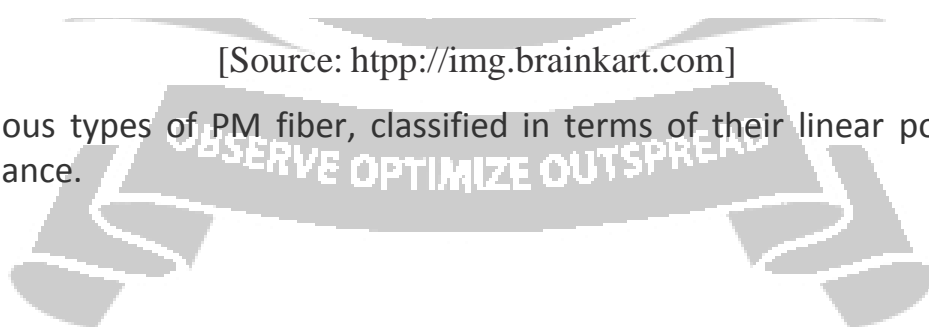 [Source: htpp://img.brainkart.com]
ous types of PM fiber, classified in terms of their linear po
ance.
OBSERVE OPTIMIZE OUTSPREAD